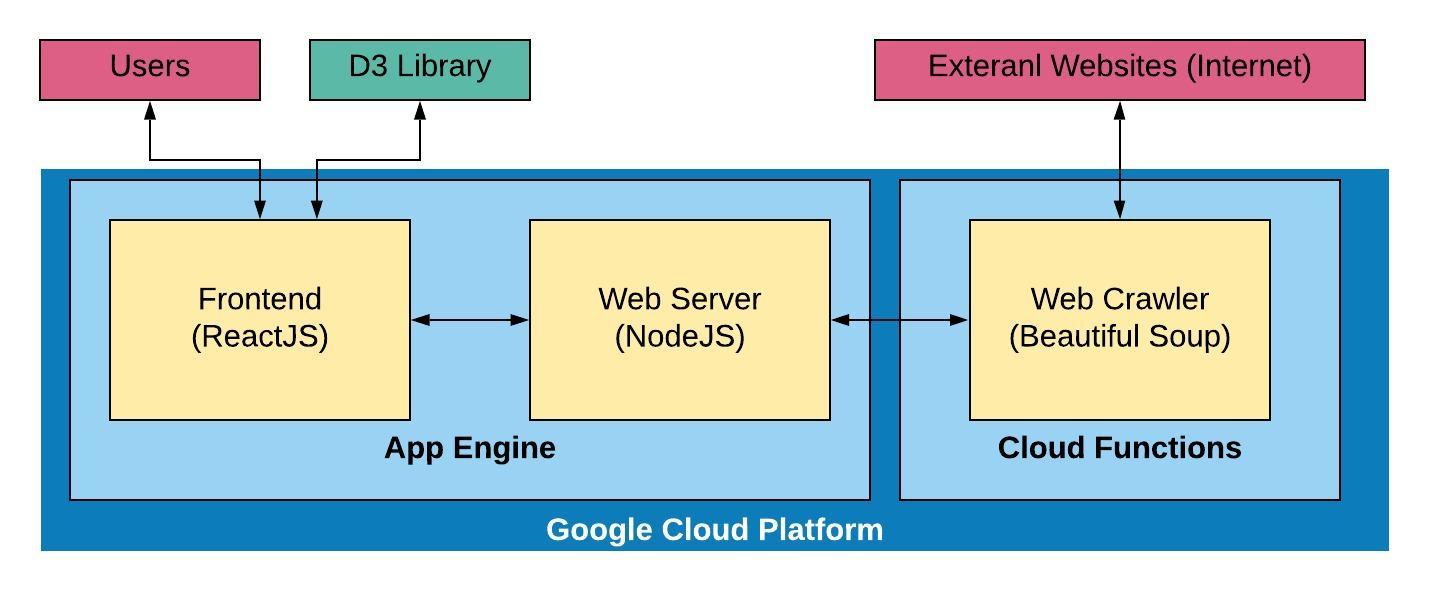 Users
D3 Library
Exteranl Websites (Internet)
Frontend
(ReactJS)
Web Server
(NodeJS)
Web Crawler
(Beautiful Soup)
App Engine
Cloud Functions
Google Cloud Platform